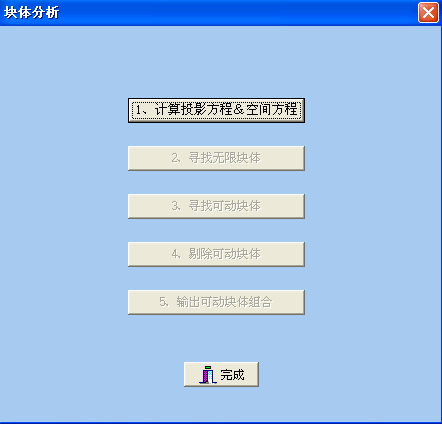 块体分析
1、计算投影方程＆空间方程
2、寻找无限块体
3、寻找可动块体
4、剔除可动块体
5、输出可动块体组合
完成